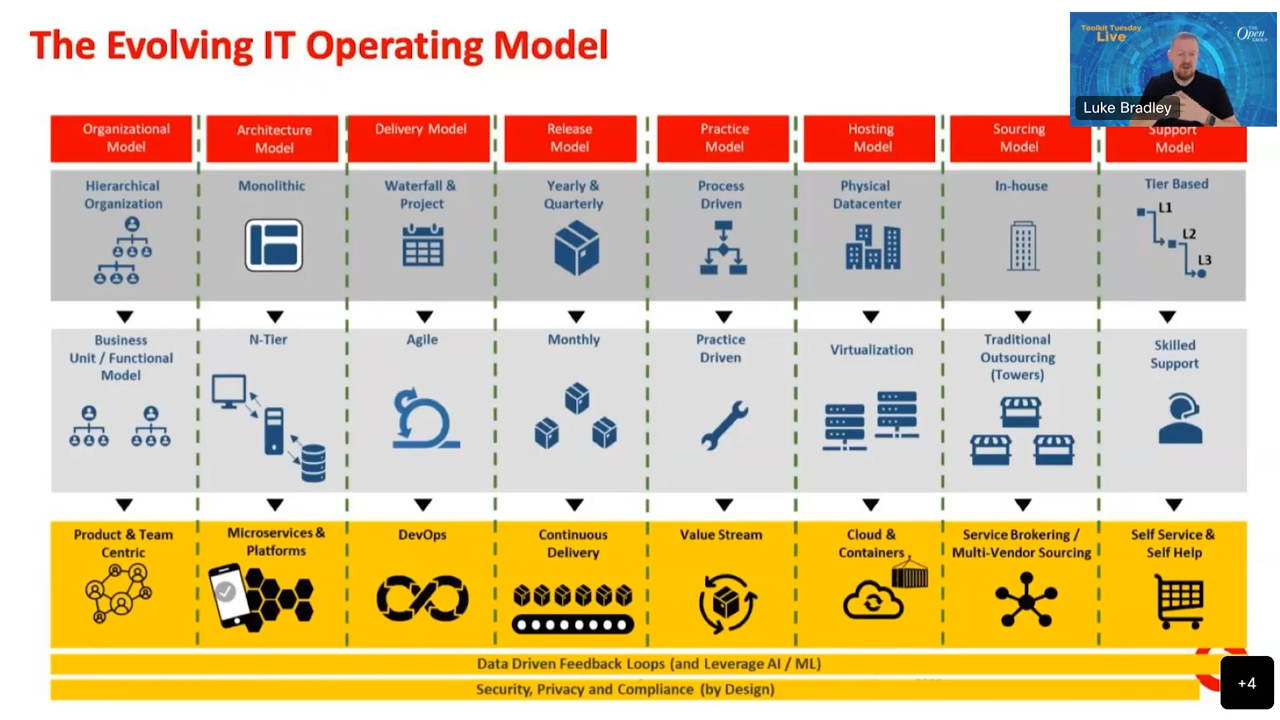 The Evolving IT Operating Model
Toolkit Tuesday
Live
THE
Open
GROUP
Luke Bradley
Organizational
Model
Architecture
Model
Delivery Model
Release
Model
Practice
Model
Hosting
Model
Sourcing
Model
Support
Model
Hierarchical
Organization
Monolithic
Waterfall &
Project
Yearly &
Quarterly
Process
Driven
Physical
Datacenter
In-house
Tier Based
L1
L2
L3
Business
Unit / Functional
Model
N-Tier
Agile
Monthly
Practice
Driven
Virtualization
Traditional
Outsourcing
(Towers)
Skilled
Support
Product & Team
Centric
Microservices &
Platforms
DevOps
Continuous
Delivery
Value Stream
Cloud &
Containers
Service Brokering /
Multi-Vendor Sourcing
Self Service &
Self Help
Data Driven Feedback Loops (and Leverage AI / ML)
Security, Privacy and Compliance (by Design)
+4